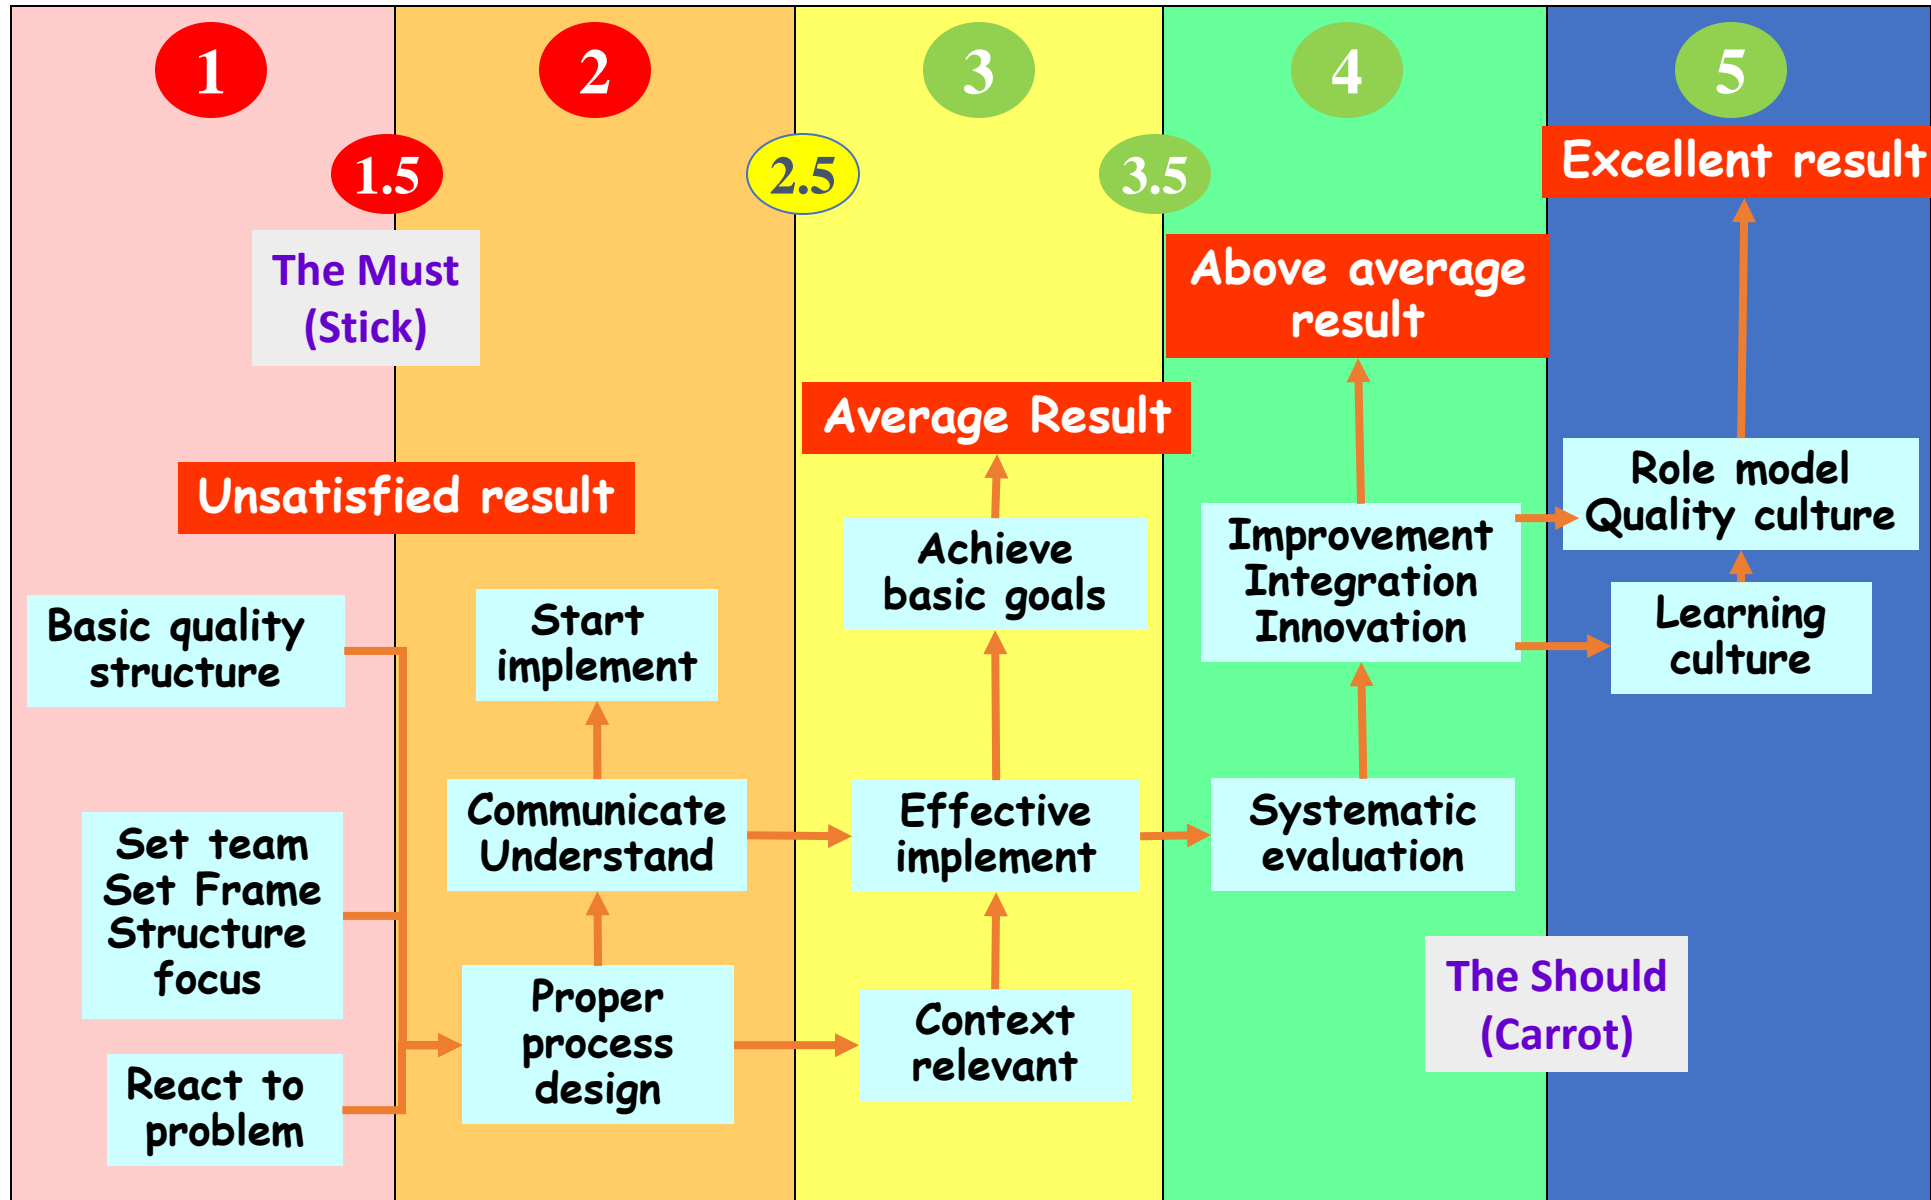 1
2
3
4
5
1.5
2.5
3.5
Excellent result
The Must
(Stick)
Above average
result
Average Result
Unsatisfied result
Basic quality
structure
Set team
Set Frame
Structure
focus
React to
problem
Start
implement
Communicate
Understand
Proper
process
design
Achieve
basic goals
Effective
implement
Context
relevant
Improvement
Integration
Innovation
Systematic
evaluation
Role model
Quality culture
Learning
culture
The Should
(Carrot)